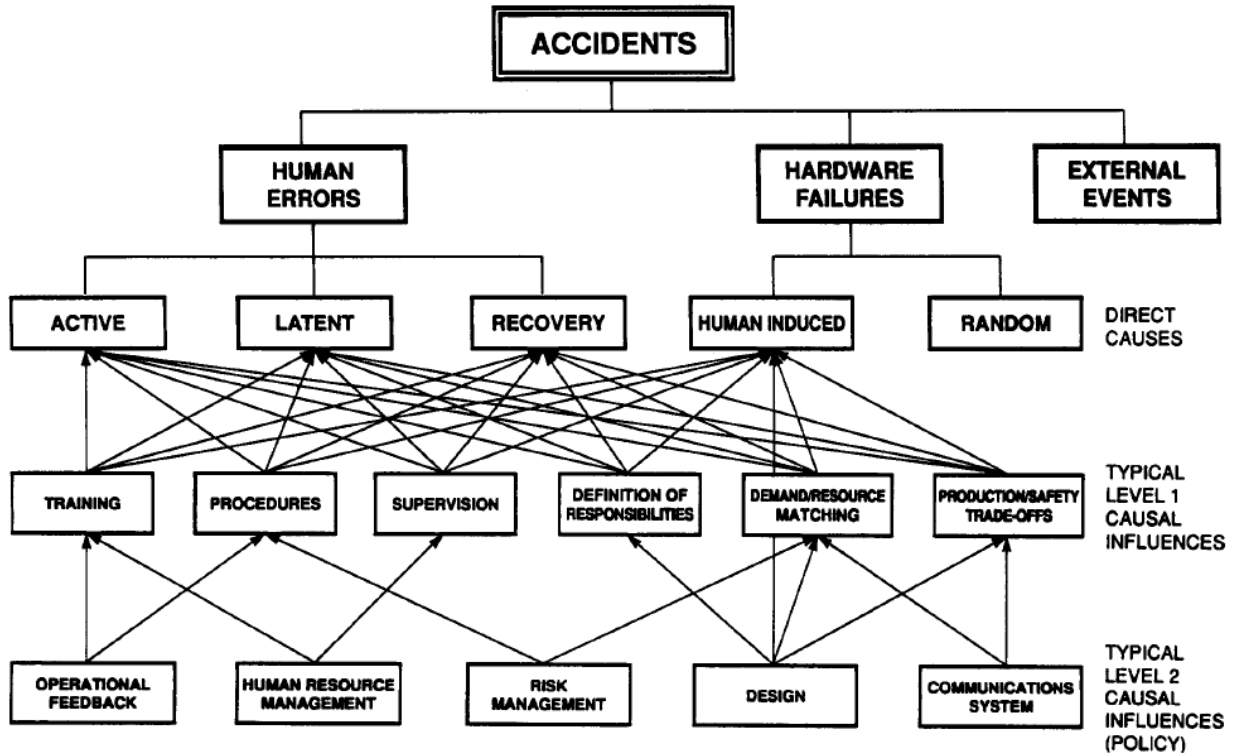 ACCIDENTS
HUMAN
ERRORS
HARDWARE
FAILURES
EXTERNAL
EVENTS
ACTIVE
LATENT
RECOVERY
HUMAN INDUCED
RANDOM
DIRECT
CAUSES
TRAINING
PROCEDURES
SUPERVISION
DEFINITION OF
RESPONSIBILITIES
DEMAND/RESOURCE
MATCHING
PRODUCTION/SAFETY
TRADE-OFFS
TYPICAL
LEVEL 1
CAUSAL
INFLUENCES
OPERATIONAL
FEEDBACK
HUMAN RESOURCE
MANAGEMENT
RISK
MANAGEMENT
DESIGN
COMMUNICATIONS
SYSTEM
TYPICAL
LEVEL 2
CAUSAL
INFLUENCES
(POLICY)